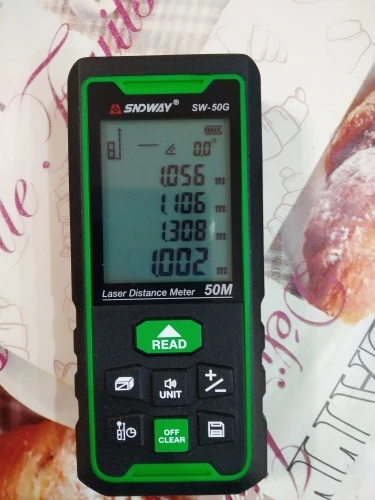 SNDWAY® SW-50G
0.0°
1.056 m
1.106 m
1.308 m
1.002 m
Laser Distance Meter 50M
READ
UNIT
+/−
OFF
CLEAR